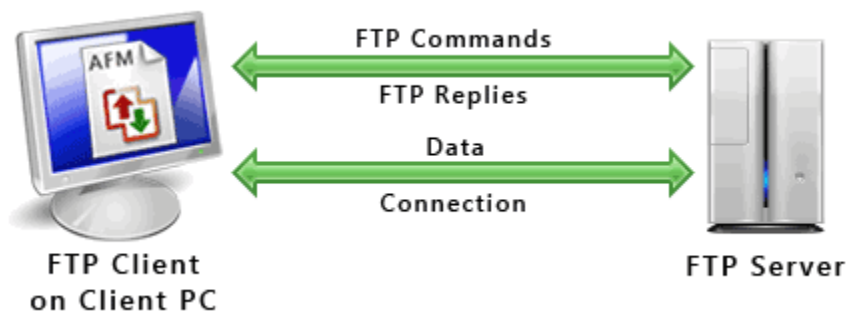 AFM
FTP Commands
FTP Replies
Data
Connection
FTP Client
on Client PC
FTP Server